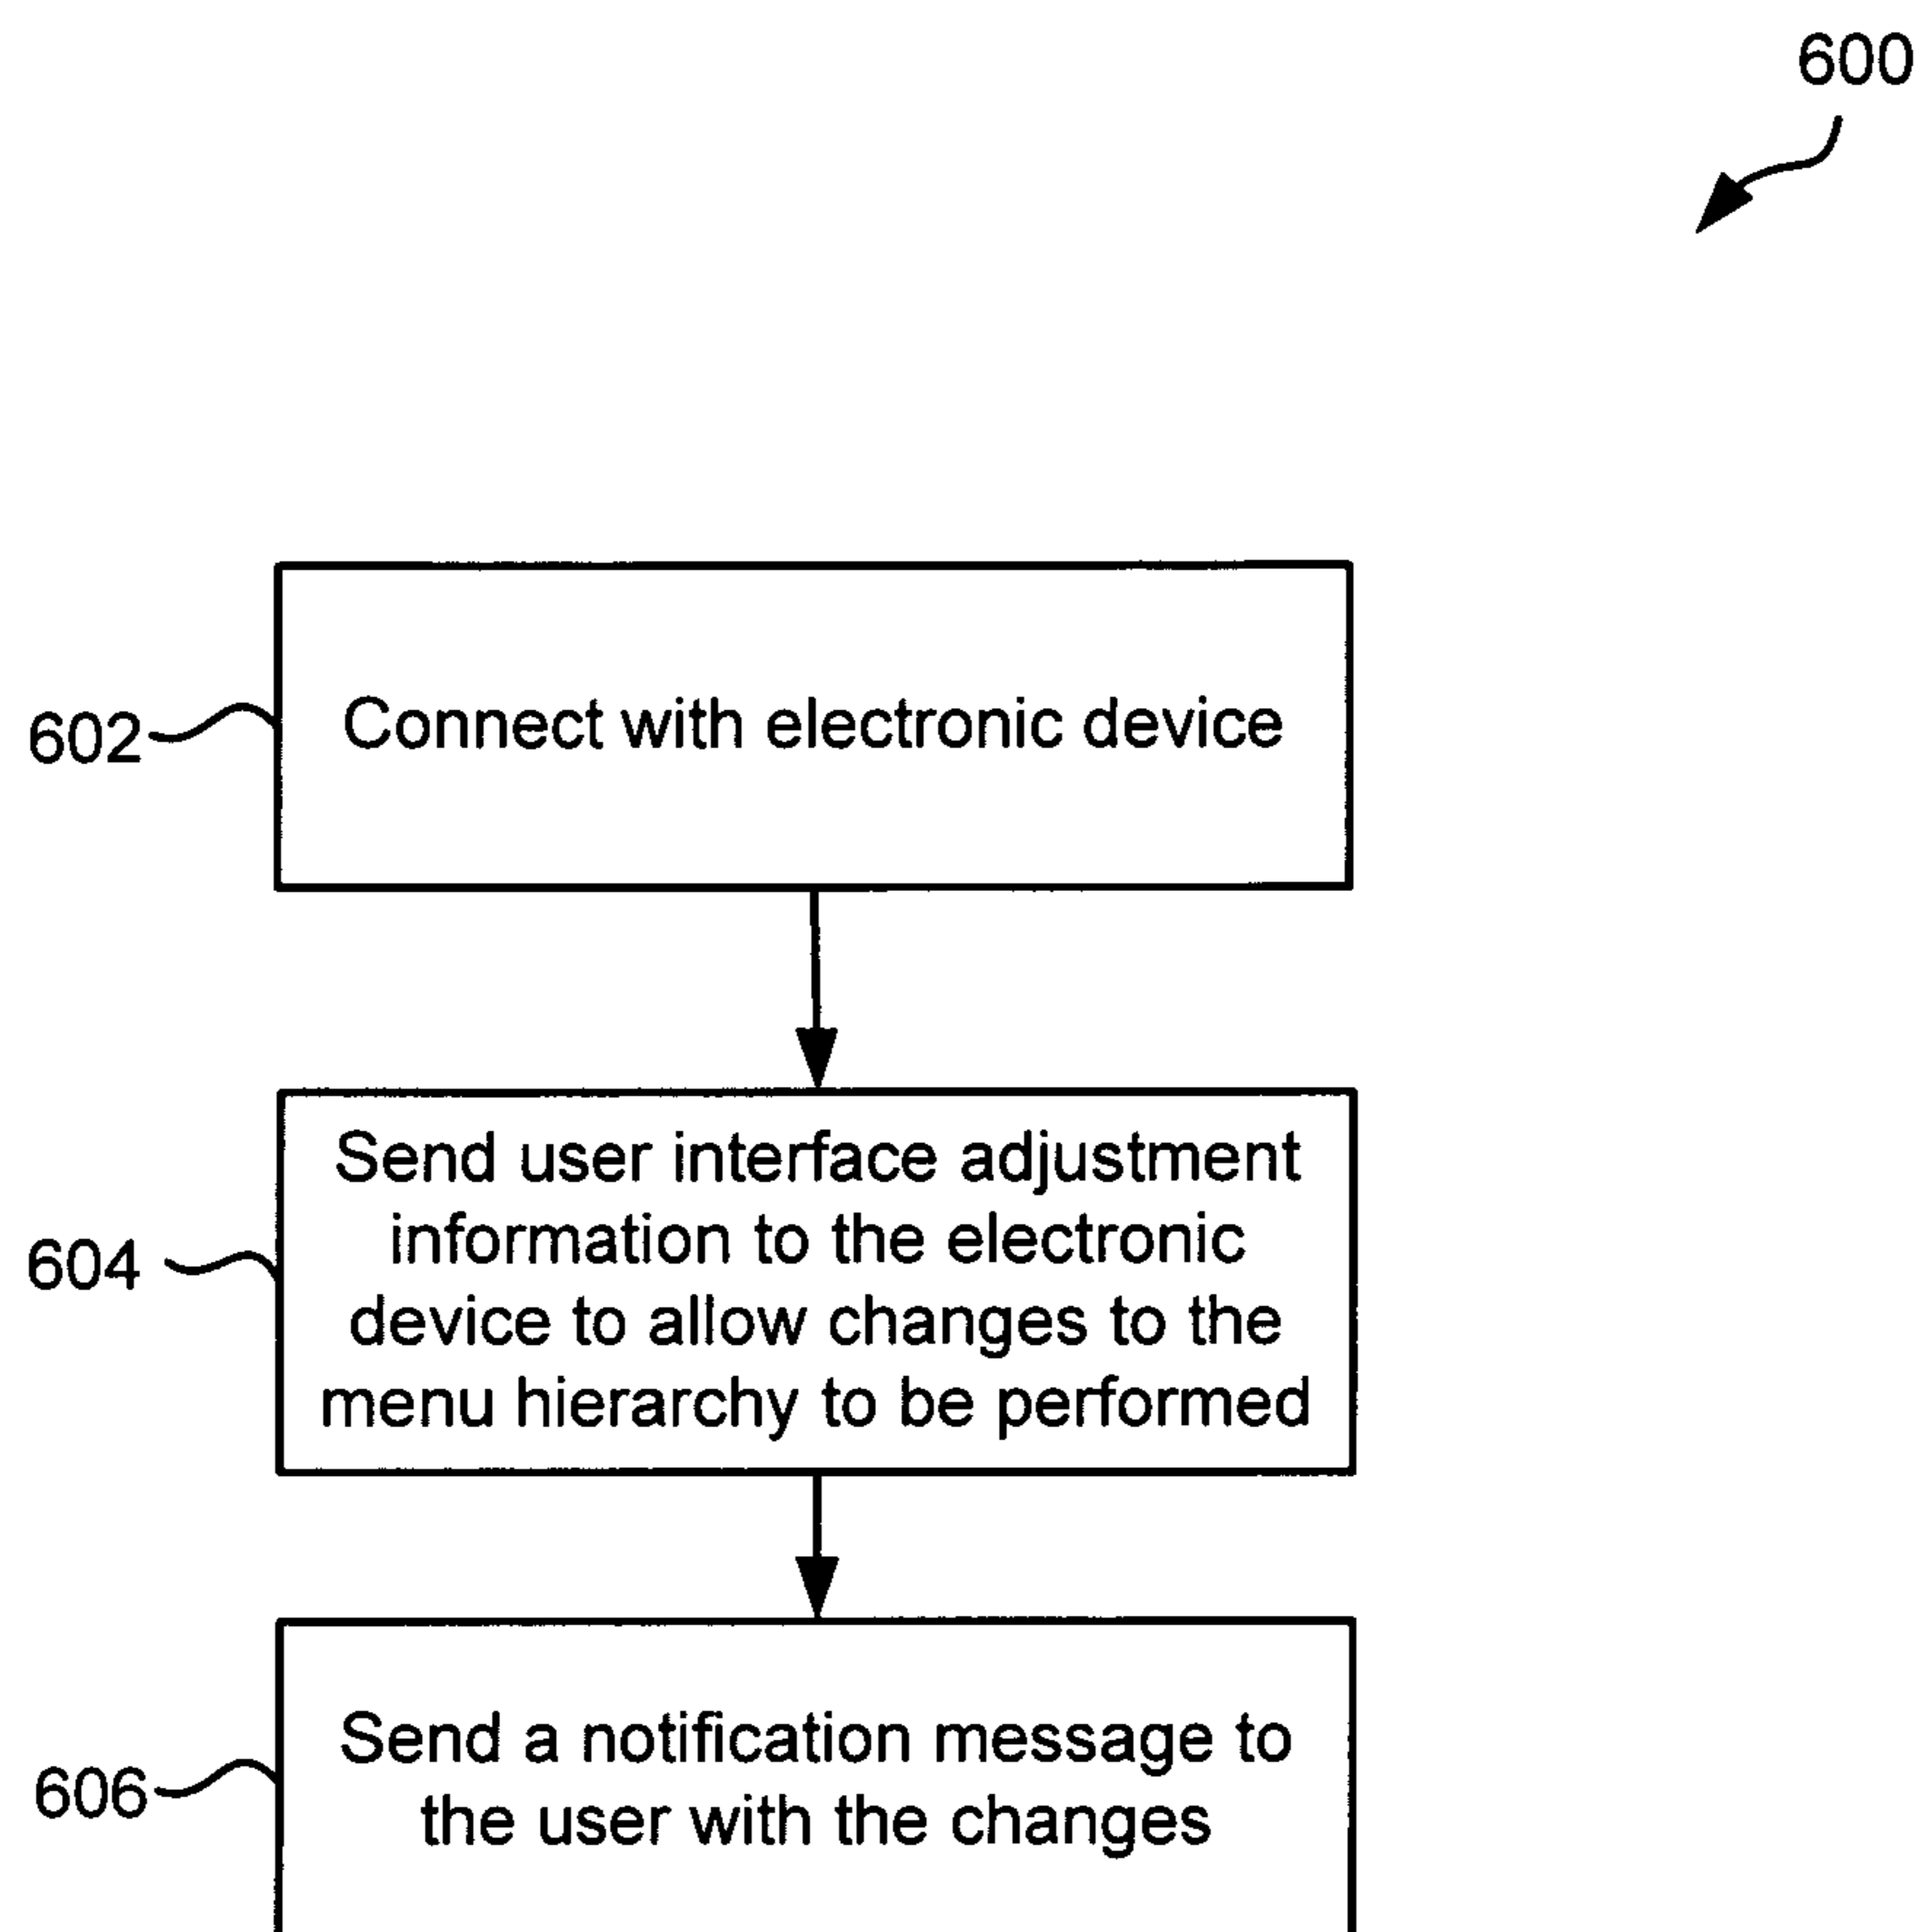 600
602
Connect with electronic device
604
Send user interface adjustment
information to the electronic
device to allow changes to the
menu hierarchy to be performed
606
Send a notification message to
the user with the changes